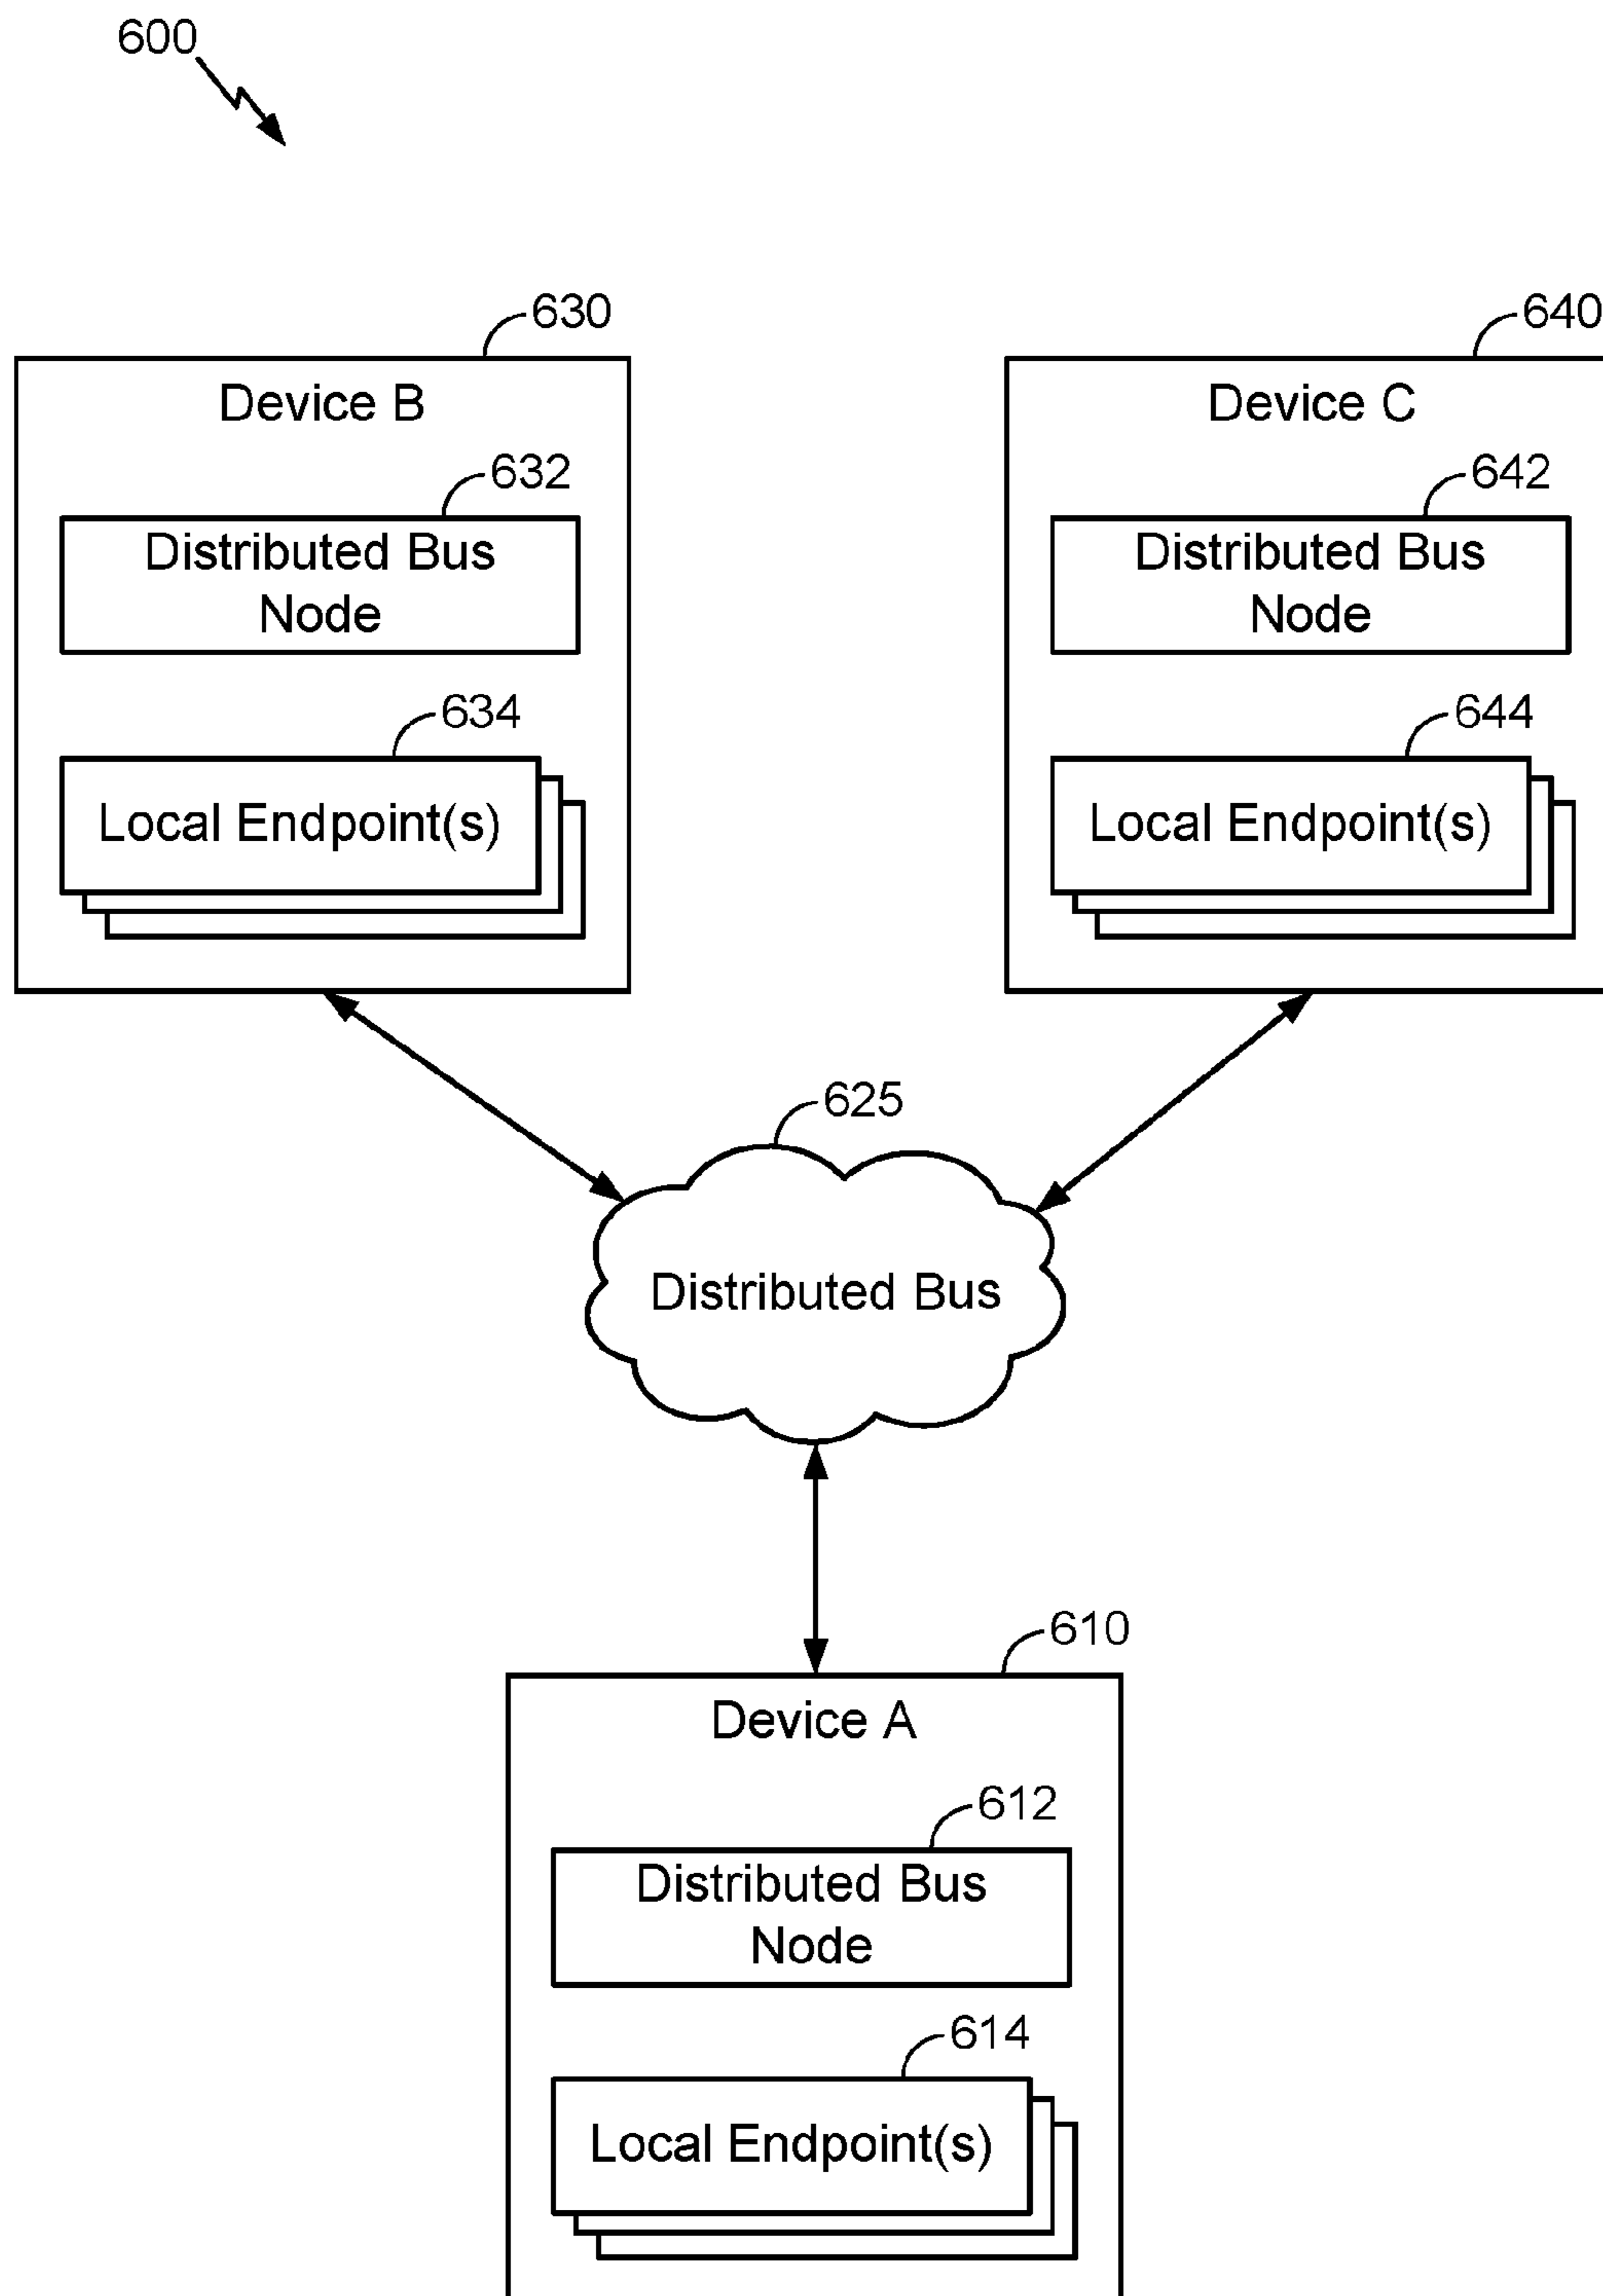 600
630
Device B
632
Distributed Bus
Node
634
Local Endpoint(s)
640
Device C
642
Distributed Bus
Node
644
Local Endpoint(s)
625
Distributed Bus
610
Device A
612
Distributed Bus
Node
614
Local Endpoint(s)